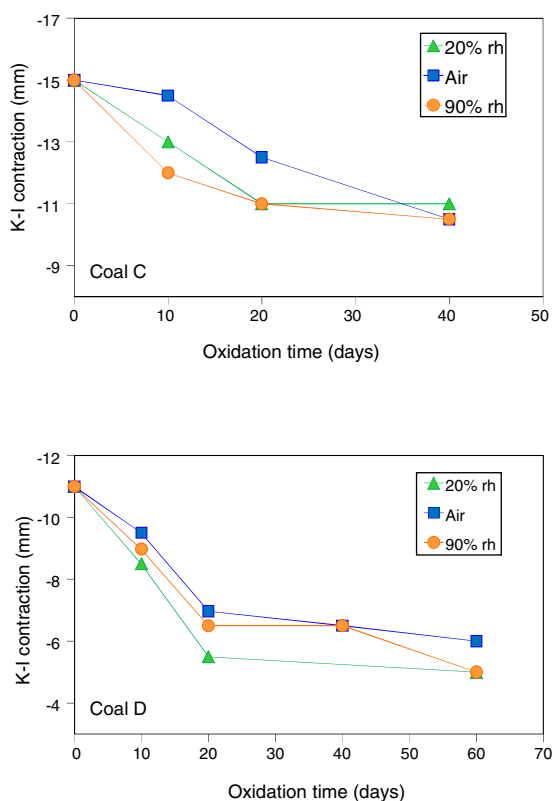 -17
-15
-13
-11
-9
K-I contraction (mm)
20% rh
Air
90% rh
Coal C
0 10 20 30 40 50
Oxidation time (days)
-12
-10
-8
-6
-4
K-I contraction (mm)
20% rh
Air
90% rh
Coal D
0 10 20 30 40 50 60 70
Oxidation time (days)